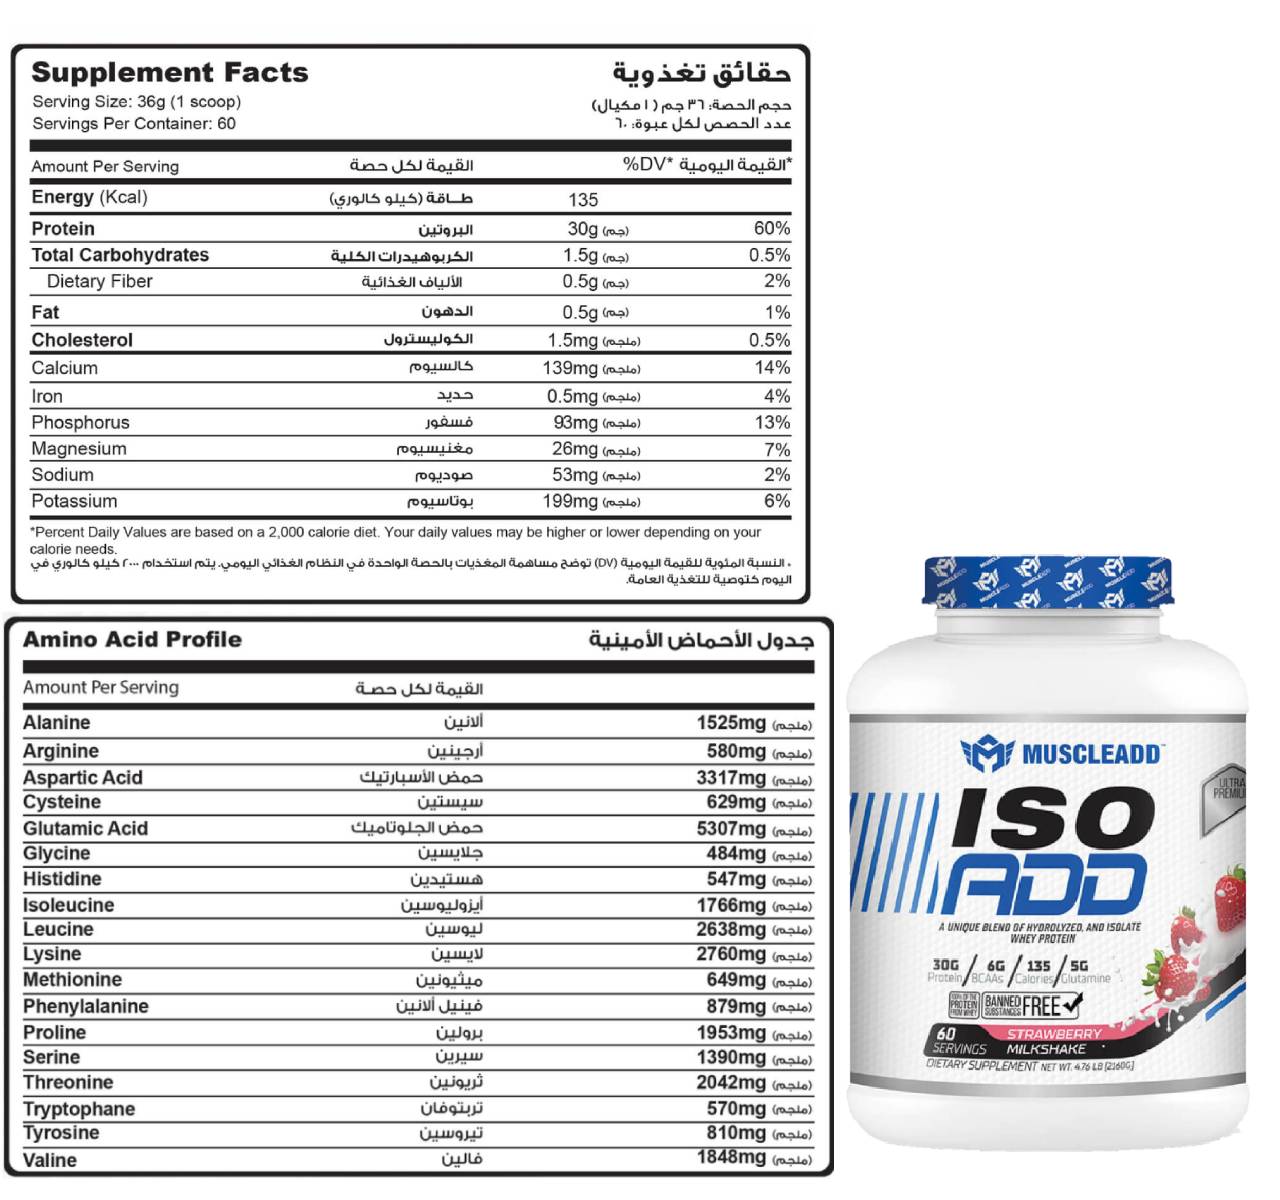 Supplement Facts حقائق تغذوية
Serving Size: 36g (1 scoop) حجم الحصة: ٣٦ جم (١ مكيال)
Servings Per Container: 60 عدد الحصص لكل عبوة: ٦٠
Amount Per Serving القيمة لكل حصة %DV* القيمة اليومية*
Energy (Kcal) طاقة (كيلو كالوري) 135
Protein البروتين 30g (جم) 60%
Total Carbohydrates الكربوهيدرات الكلية 1.5g (جم) 0.5%
Dietary Fiber الألياف الغذائية 0.5g (جم) 2%
Fat الدهون 0.5g (جم) 1%
Cholesterol الكوليسترول 1.5mg (ملجم) 0.5%
Calcium كالسيوم 139mg (ملجم) 14%
Iron حديد 0.5mg (ملجم) 4%
Phosphorus فسفور 93mg (ملجم) 13%
Magnesium مغنيسيوم 26mg (ملجم) 7%
Sodium صوديوم 53mg (ملجم) 2%
Potassium بوتاسيوم 199mg (ملجم) 6%
*Percent Daily Values are based on a 2,000 calorie diet. Your daily values may be higher or lower depending on your
calorie needs.
* النسبة المئوية للقيمة اليومية (DV) توضح مساهمة المغذيات بالحصة الواحدة في النظام الغذائي اليومي. يتم استخدام ٢٠٠٠ كيلو كالوري في
اليوم كتوصية للتغذية العامة.
Amino Acid Profile جدول الأحماض الأمينية
Amount Per Serving القيمة لكل حصة
Alanine ألانين 1525mg (ملجم)
Arginine أرجينين 580mg (ملجم)
Aspartic Acid حمض الأسبارتيك 3317mg (ملجم)
Cysteine سيستين 629mg (ملجم)
Glutamic Acid حمض الجلوتاميك 5307mg (ملجم)
Glycine جلايسين 484mg (ملجم)
Histidine هستيدين 547mg (ملجم)
Isoleucine أيزوليوسين 1766mg (ملجم)
Leucine ليوسين 2638mg (ملجم)
Lysine لايسين 2760mg (ملجم)
Methionine ميثيونين 649mg (ملجم)
Phenylalanine فينيل ألانين 879mg (ملجم)
Proline برولين 1953mg (ملجم)
Serine سيرين 1390mg (ملجم)
Threonine ثريونين 2042mg (ملجم)
Tryptophane تربتوفان 570mg (ملجم)
Tyrosine تيروسين 810mg (ملجم)
Valine فالين 1848mg (ملجم)
MUSCLEADD
MUSCLEADD™
ULTRA
PREMIU
ISO
ADD
A UNIQUE BLEND OF HYDROLYZED, AND ISOLATE
WHEY PROTEIN
30G / 6G / 135 / 5G
Protein / BCAAs / Calories / Glutamine
100% OF THE
PROTEIN
FROM WHEY
BANNED
SUBSTANCES
FREE
60
SERVINGS
STRAWBERRY
MILKSHAKE
DIETARY SUPPLEMENT NET WT. 4.76 LB (2160G)